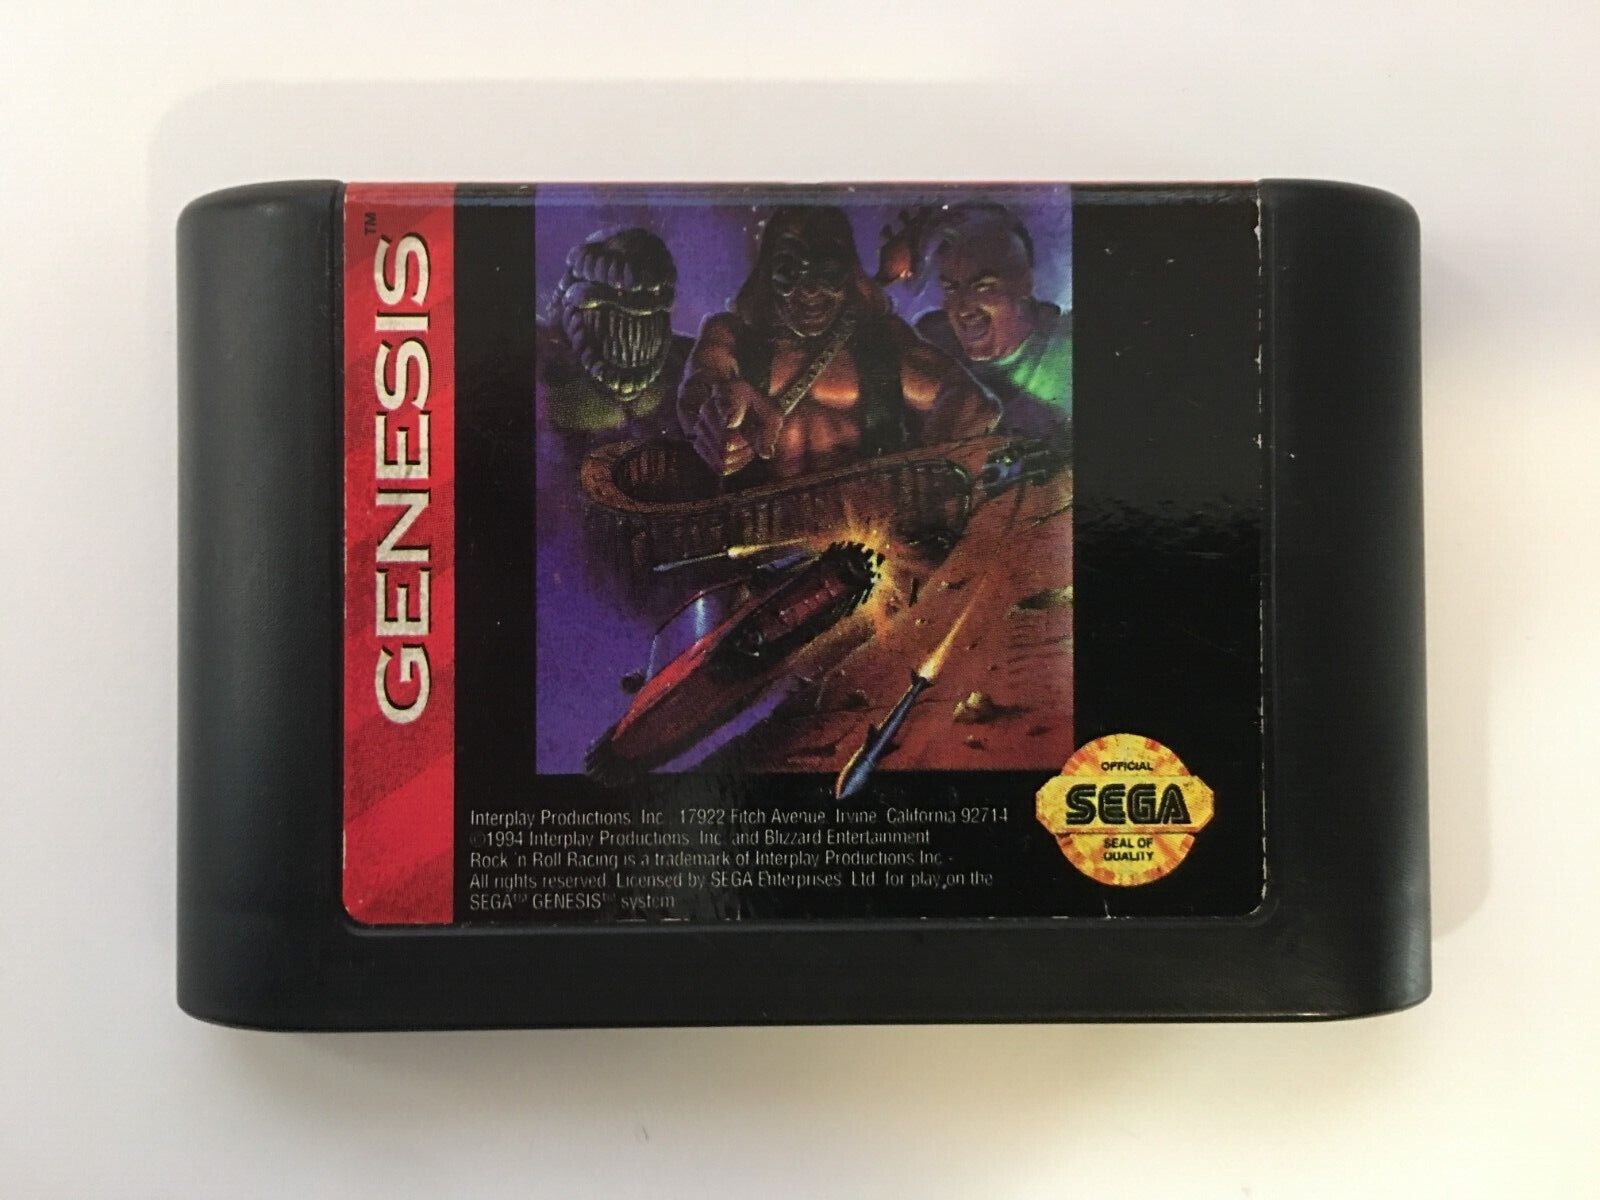 GENESIS™
Interplay Productions, Inc., 17922 Fitch Avenue, Irvine, California 92714
©1994 Interplay Productions, Inc. and Blizzard Entertainment
Rock 'n Roll Racing is a trademark of Interplay Productions Inc.
All rights reserved. Licensed by SEGA Enterprises, Ltd. for play on the
SEGA™ GENESIS™ system
OFFICIAL
SEGA
SEAL OF
QUALITY